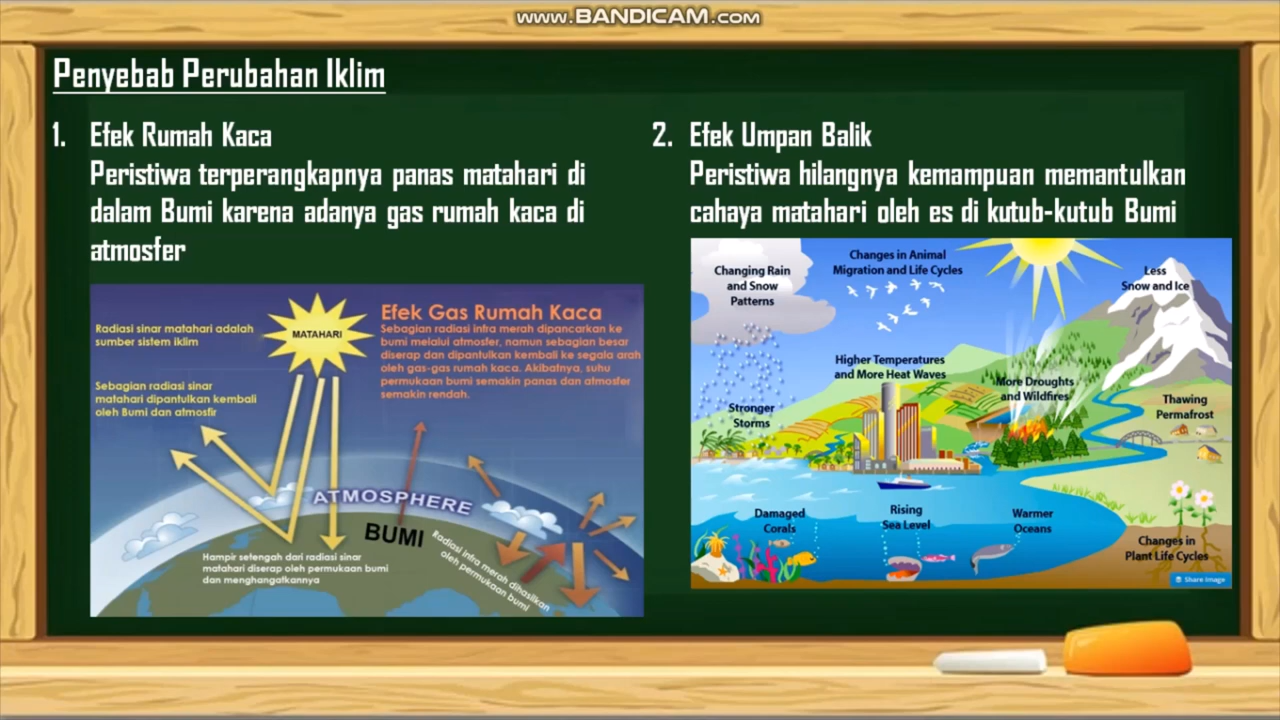 www.BANDICAM.com
Penyebab Perubahan Iklim
1. Efek Rumah Kaca
Peristiwa terperangkapnya panas matahari di
dalam Bumi karena adanya gas rumah kaca di
atmosfer
MATAHARI
Efek Gas Rumah Kaca
Sebagian radiasi infra merah dipancarkan ke
bumi melalui atmosfer, namun sebagian besar
diserap dan dipantulkan kembali ke segala arah
oleh gas-gas rumah kaca. Akibatnya, suhu
permukaan bumi semakin panas dan atmosfer
semakin rendah.
Radiasi sinar matahari adalah
sumber sistem iklim
Sebagian radiasi sinar
matahari dipantulkan kembali
oleh Bumi dan atmosfir
ATMOSPHERE
BUMI
Hampir setengah dari radiasi sinar
matahari diserap oleh permukaan bumi
dan menghangatkannya
Radiasi infra merah dihasilkan
oleh permukaan bumi
2. Efek Umpan Balik
Peristiwa hilangnya kemampuan memantulkan
cahaya matahari oleh es di kutub-kutub Bumi
Changing Rain
and Snow
Patterns
Changes in Animal
Migration and Life Cycles
Less
Snow and Ice
Higher Temperatures
and More Heat Waves
More Droughts
and Wildfires
Stronger
Storms
Thawing
Permafrost
Damaged
Corals
Rising
Sea Level
Warmer
Oceans
Changes in
Plant Life Cycles
Share Image